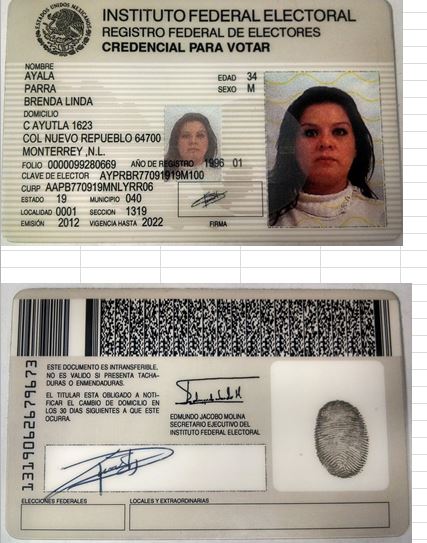 ESTADOS UNIDOS MEXICANOS
INSTITUTO FEDERAL ELECTORAL
REGISTRO FEDERAL DE ELECTORES
CREDENCIAL PARA VOTAR
NOMBRE
AYALA
PARRA
BRENDA LINDA
EDAD 34
SEXO M
DOMICILIO
C AYUTLA 1623
COL NUEVO REPUEBLO 64700
MONTERREY ,N.L.
FOLIO 0000099280669 AÑO DE REGISTRO 1996 01
CLAVE DE ELECTOR AYPRBR77091919M100
CURP AAPB770919MNLYRR06
ESTADO 19 MUNICIPIO 040
LOCALIDAD 0001 SECCION 1319
EMISIÓN 2012 VIGENCIA HASTA 2022
FIRMA
1319062679673
ESTE DOCUMENTO ES INTRANSFERIBLE,
NO ES VALIDO SI PRESENTA TACHA-
DURAS O ENMENDADURAS.
EL TITULAR ESTA OBLIGADO A NOTI-
FICAR EL CAMBIO DE DOMICILIO EN
LOS 30 DIAS SIGUIENTES A QUE ESTE
OCURRA.
EDMUNDO JACOBO MOLINA
SECRETARIO EJECUTIVO DEL
INSTITUTO FEDERAL ELECTORAL
ELECCIONES FEDERALES
LOCALES Y EXTRAORDINARIAS